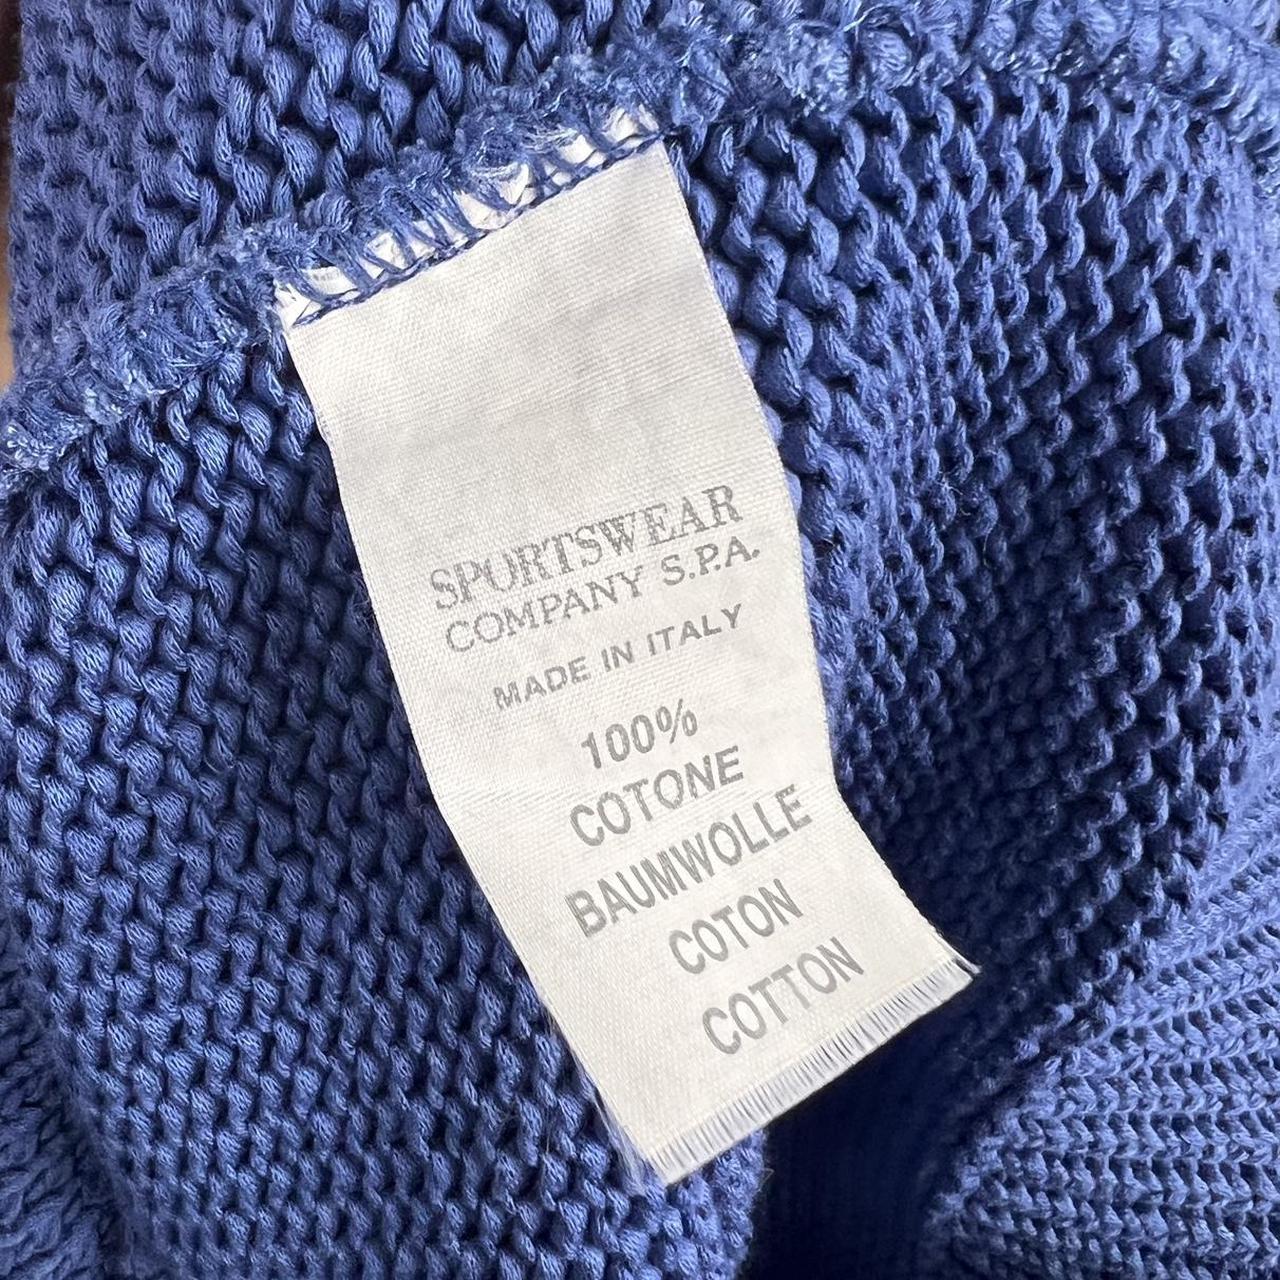 SPORTSWEAR
COMPANY S.P.A.
MADE IN ITALY
100%
COTONE
BAUMWOLLE
COTON
COTTON